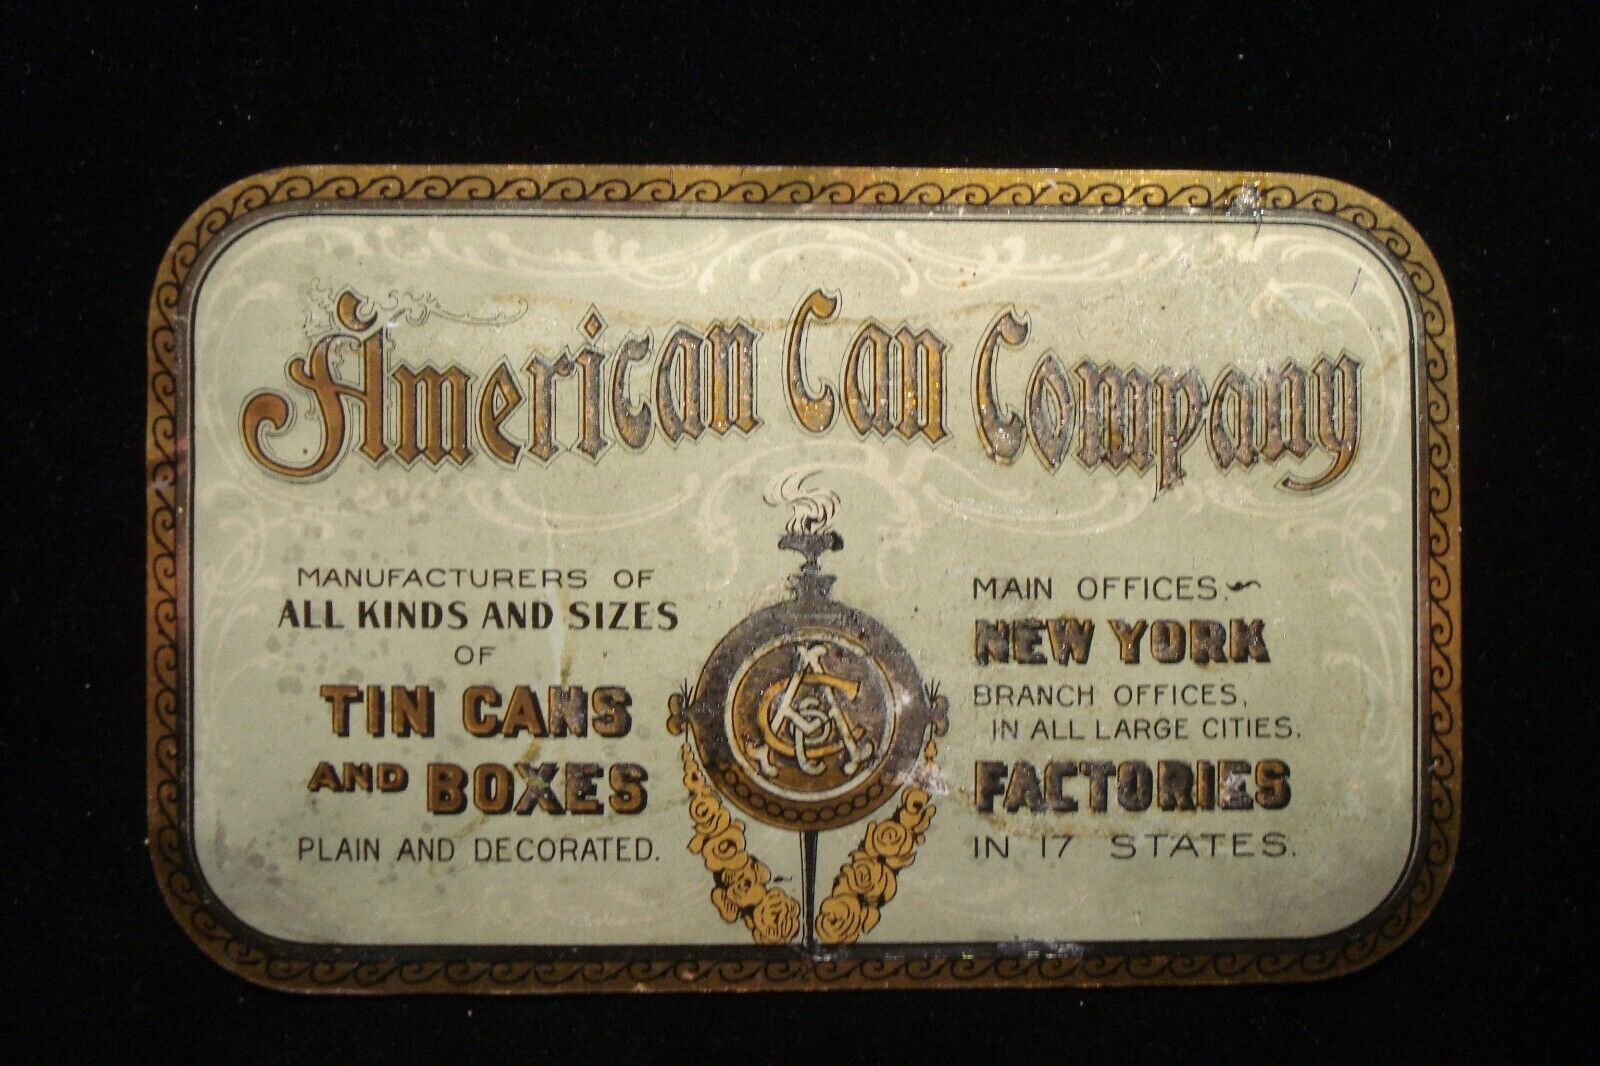 American Can Company
MANUFACTURERS OF
ALL KINDS AND SIZES
OF
TIN CANS
AND BOXES
PLAIN AND DECORATED.
MAIN OFFICES.
NEW YORK
BRANCH OFFICES,
IN ALL LARGE CITIES.
FACTORIES
IN 17 STATES.